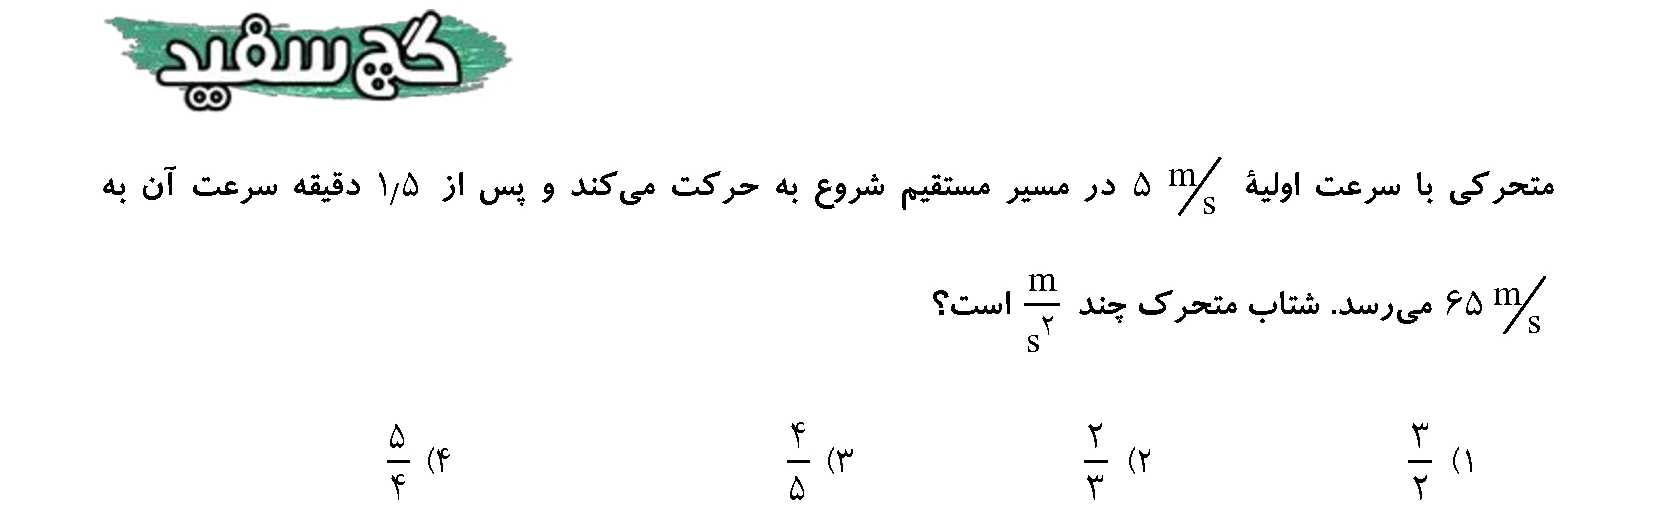 گچ سفید
متحرکی با سرعت اولیهٔ ۵ m/s در مسیر مستقیم شروع به حرکت می‌کند و پس از ۱٫۵ دقیقه سرعت آن به
۶۵ m/s می‌رسد. شتاب متحرک چند m/s۲ است؟
۱) ۳/۲ ۲) ۲/۳ ۳) ۴/۵ ۴) ۵/۴